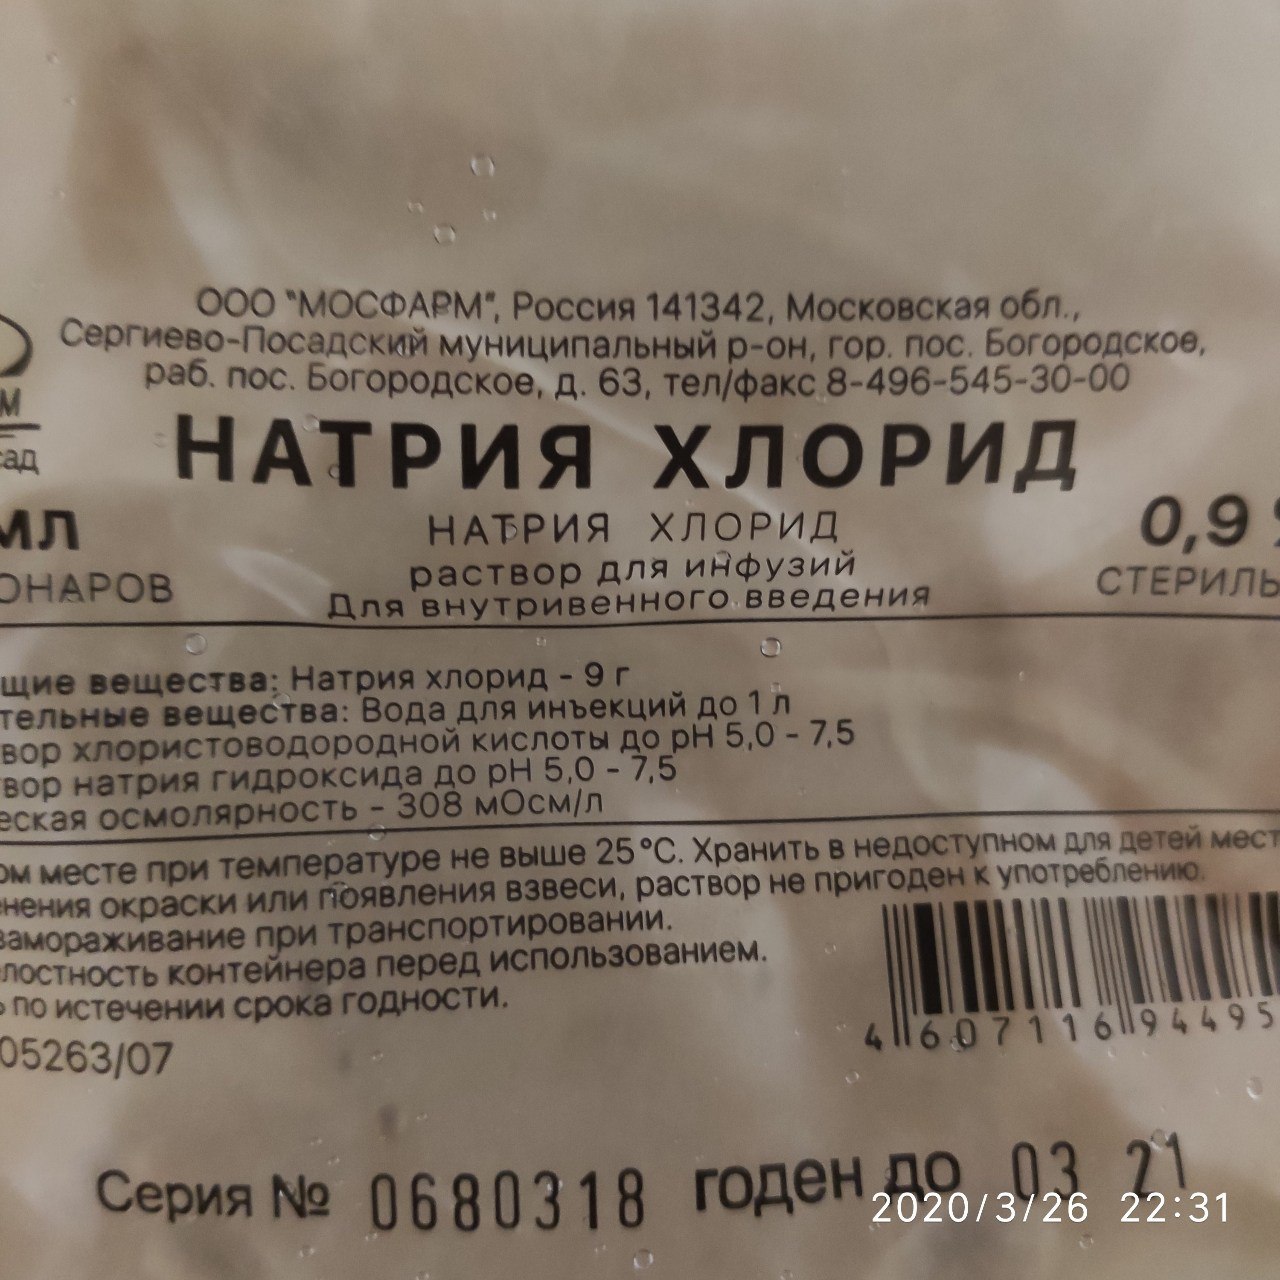 ООО "МОСФАРМ", Россия 141342, Московская обл.,
Сергиево-Посадский муниципальный р-он, гор. пос. Богородское,
раб. пос. Богородское, д. 63, тел/факс 8-496-545-30-00
М
сад
НАТРИЯ ХЛОРИД
мл
НАТРИЯ ХЛОРИД
0,9 %
ОНАРОВ
раствор для инфузий
СТЕРИЛЬ
Для внутривенного введения
щие вещества: Натрия хлорид - 9 г
тельные вещества: Вода для инъекций до 1 л
вор хлористоводородной кислоты до pH 5,0 - 7,5
вор натрия гидроксида до pH 5,0 - 7,5
еская осмолярность - 308 мОсм/л
ом месте при температуре не выше 25°С. Хранить в недоступном для детей мест
нения окраски или появления взвеси, раствор не пригоден к употреблению.
замораживание при транспортировании.
лостность контейнера перед использованием.
ь по истечении срока годности.
4 607116 94495
05263/07
Серия № 0680318 годен до 03 21
2020/3/26 22:31